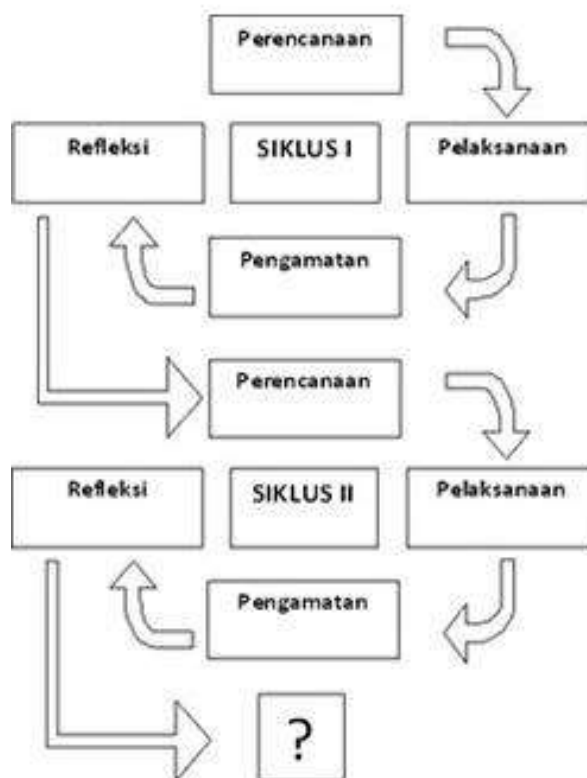 Perencanaan
Refleksi
SIKLUS I
Pelaksanaan
Pengamatan
Perencanaan
Refleksi
SIKLUS II
Pelaksanaan
Pengamatan
?